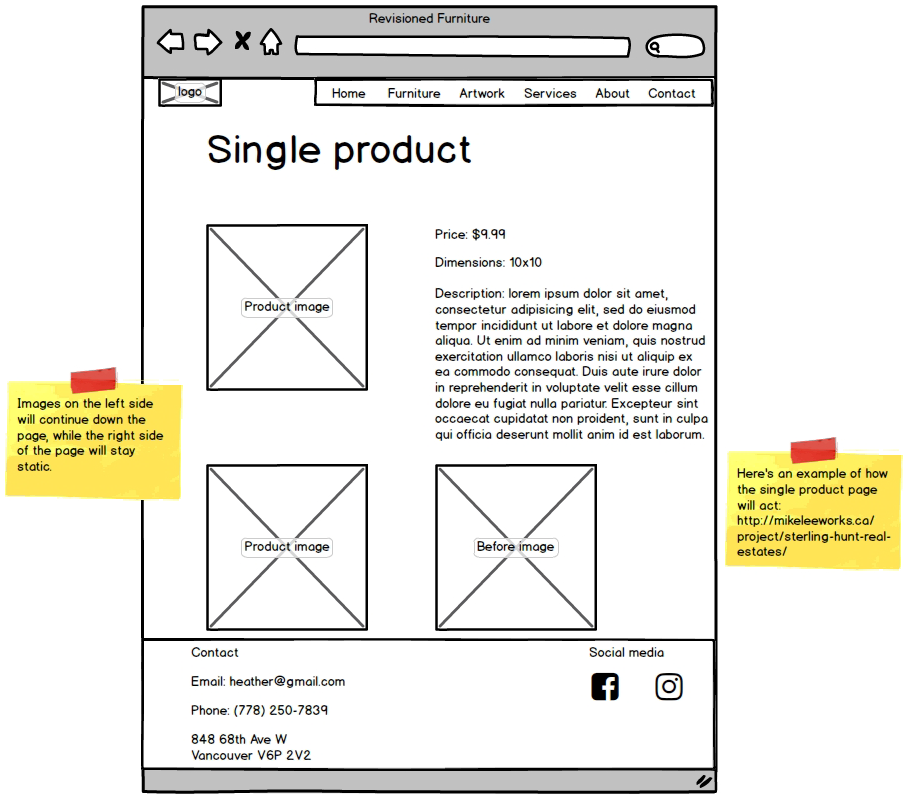 Revisioned Furniture
logo
Home Furniture Artwork Services About Contact
Single product
Product image
Price: $9.99
Dimensions: 10x10
Description: lorem ipsum dolor sit amet,
consectetur adipisicing elit, sed do eiusmod
tempor incididunt ut labore et dolore magna
aliqua. Ut enim ad minim veniam, quis nostrud
exercitation ullamco laboris nisi ut aliquip ex
ea commodo consequat. Duis aute irure dolor
in reprehenderit in voluptate velit esse cillum
dolore eu fugiat nulla pariatur. Excepteur sint
occaecat cupidatat non proident, sunt in culpa
qui officia deserunt mollit anim id est laborum.
Images on the left side
will continue down the
page, while the right side
of the page will stay
static.
Here's an example of how
the single product page
will act:
http://mikeleeworks.ca/
project/sterling-hunt-real-
estates/
Product image
Before image
Contact
Email: heather@gmail.com
Phone: (778) 250-7839
848 68th Ave W
Vancouver V6P 2V2
Social media